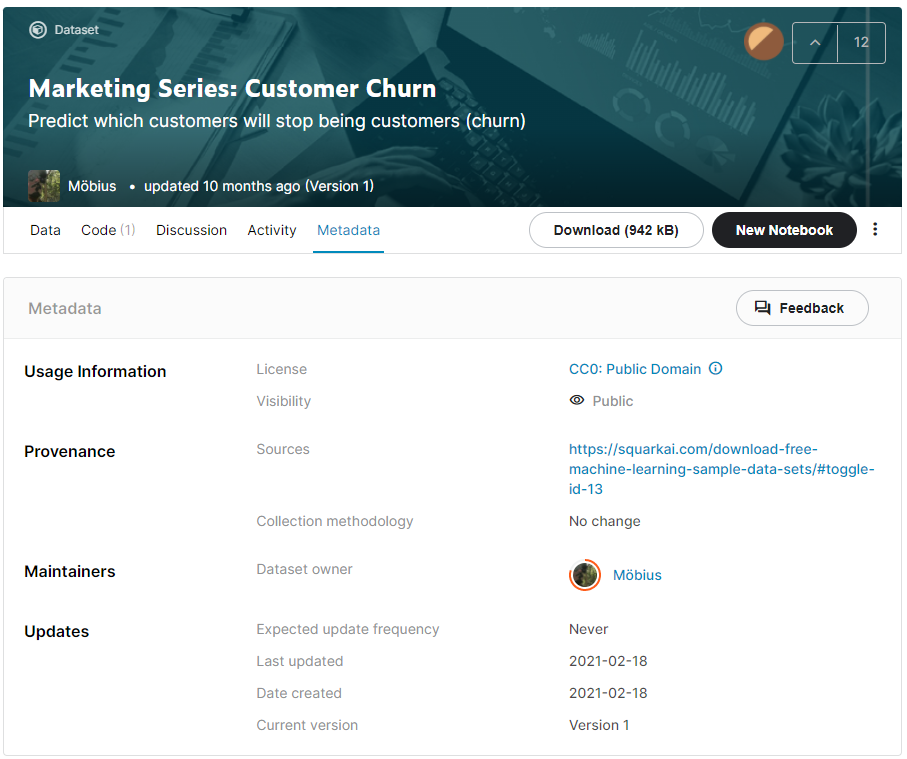 Dataset
12
Marketing Series: Customer Churn
Predict which customers will stop being customers (churn)
Möbius • updated 10 months ago (Version 1)
Data Code (1) Discussion Activity Metadata Download (942 kB) New Notebook
Metadata Feedback
Usage Information License CC0: Public Domain
Visibility Public
Provenance Sources https://squarkai.com/download-free-
machine-learning-sample-data-sets/#toggle-
id-13
Collection methodology No change
Maintainers Dataset owner Möbius
Updates Expected update frequency Never
Last updated 2021-02-18
Date created 2021-02-18
Current version Version 1